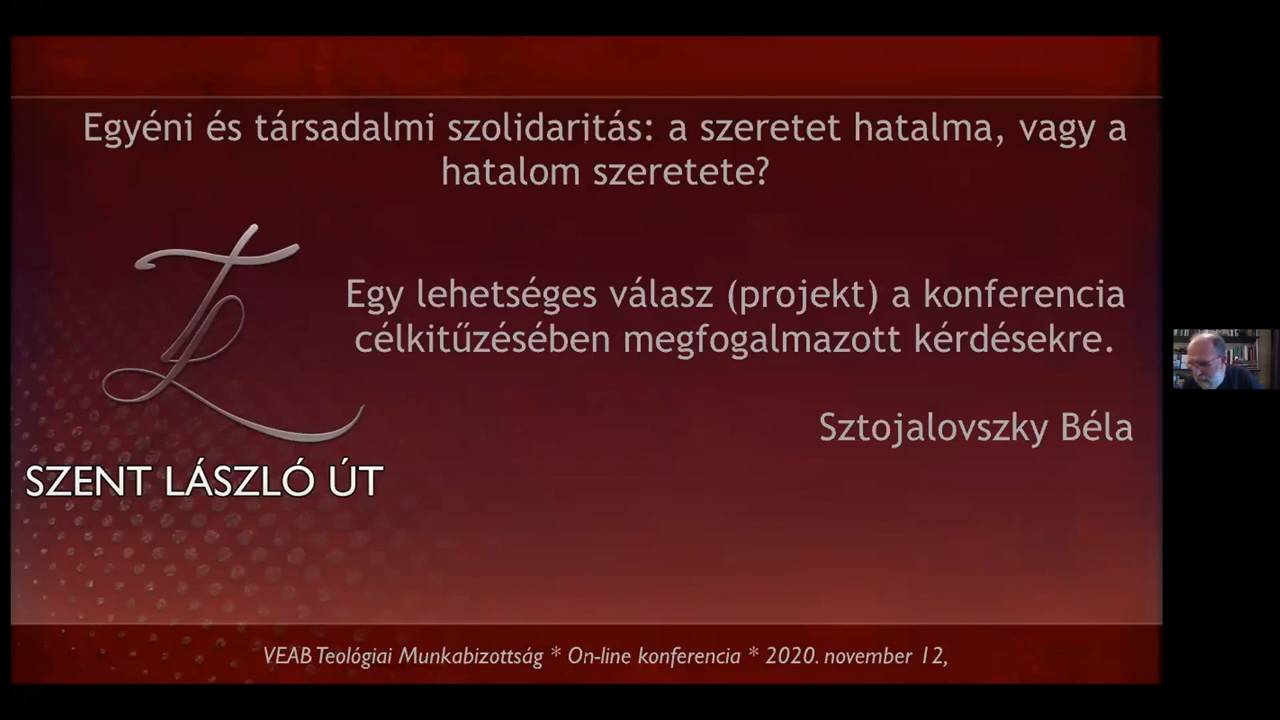 Egyéni és társadalmi szolidaritás: a szeretet hatalma, vagy a
hatalom szeretete?
Egy lehetséges válasz (projekt) a konferencia
célkitűzésében megfogalmazott kérdésekre.
Sztojalovszky Béla
SZENT LÁSZLÓ ÚT
VEAB Teológiai Munkabizottság * On-line konferencia * 2020. november 12,